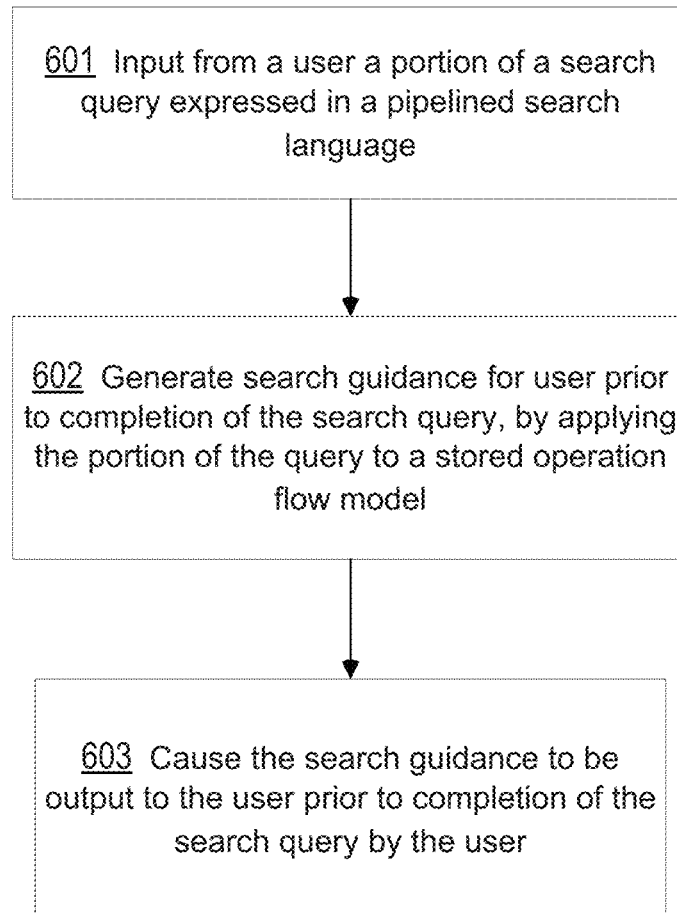 601 Input from a user a portion of a search
query expressed in a pipelined search
language
602 Generate search guidance for user prior
to completion of the search query, by applying
the portion of the query to a stored operation
flow model
603 Cause the search guidance to be
output to the user prior to completion of the
search query by the user